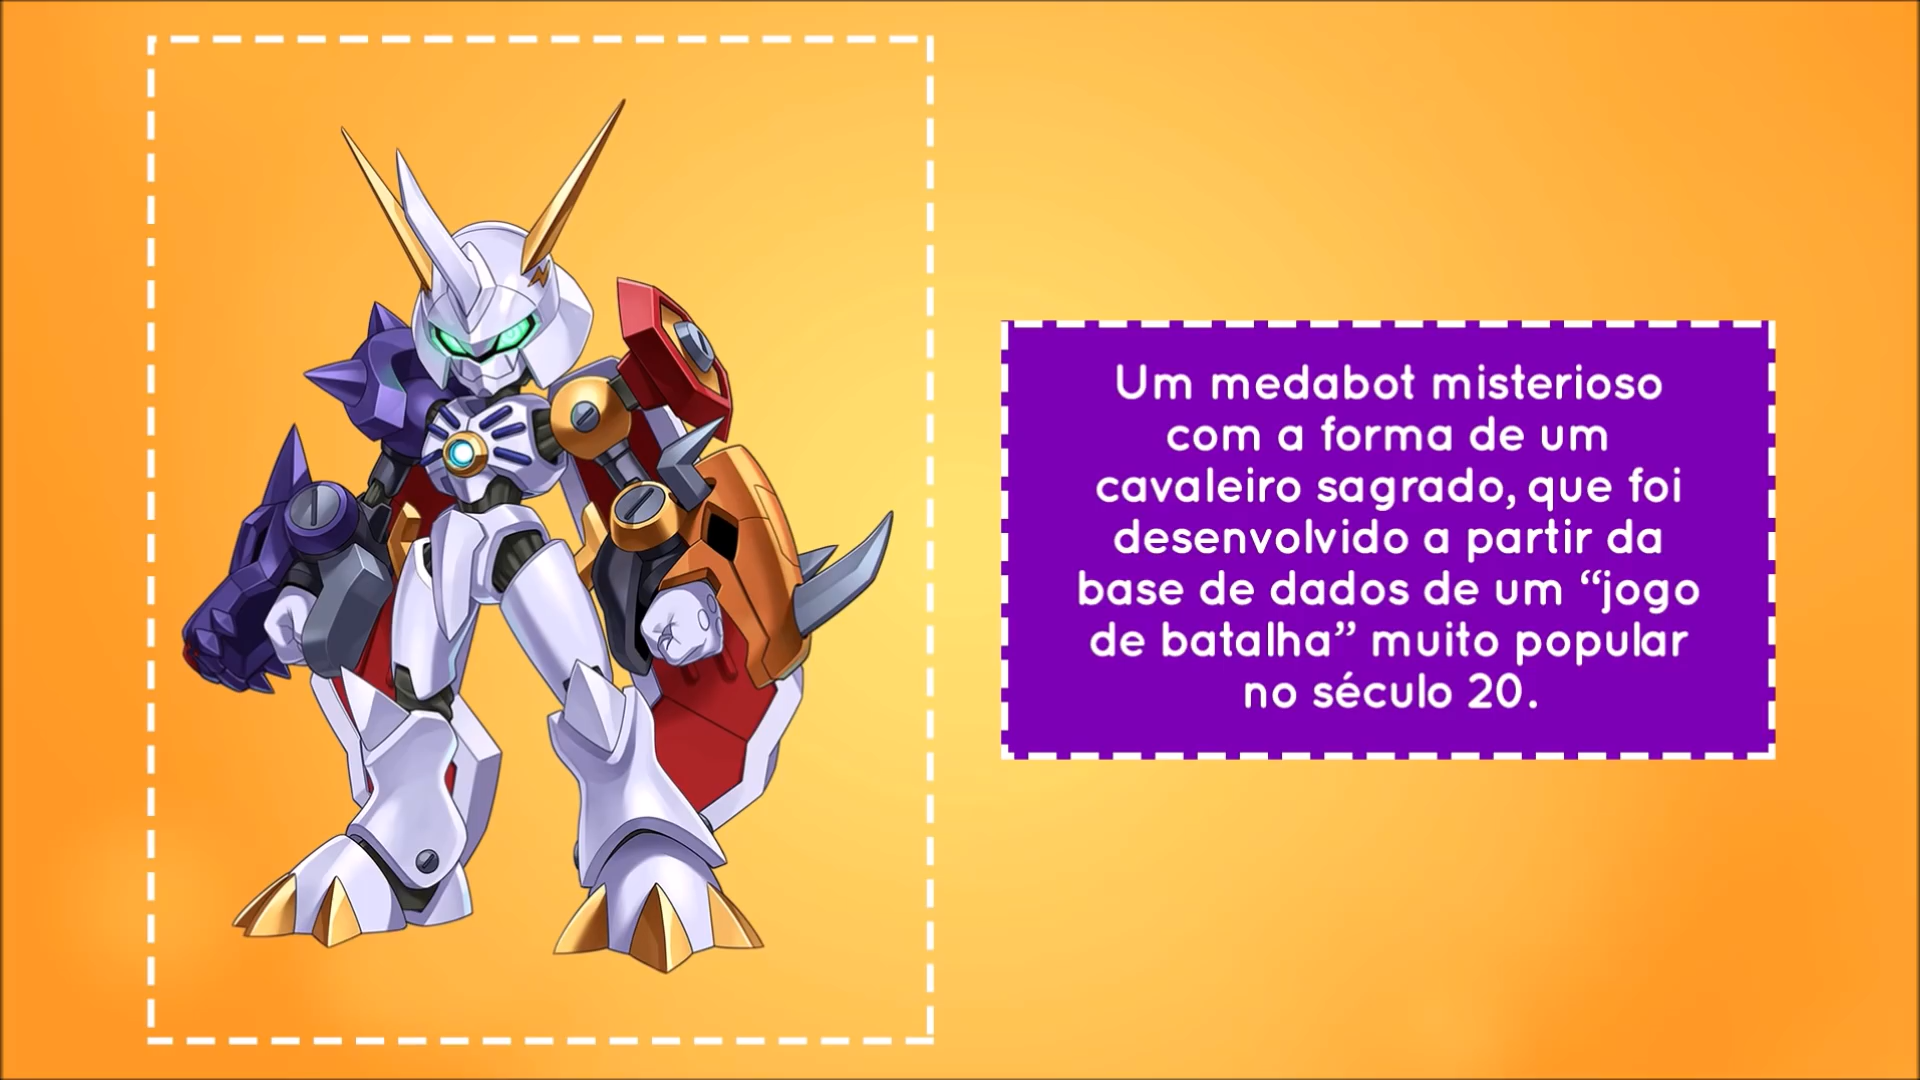 Um medabot misterioso
com a forma de um
cavaleiro sagrado, que foi
desenvolvido a partir da
base de dados de um “jogo
de batalha” muito popular
no século 20.